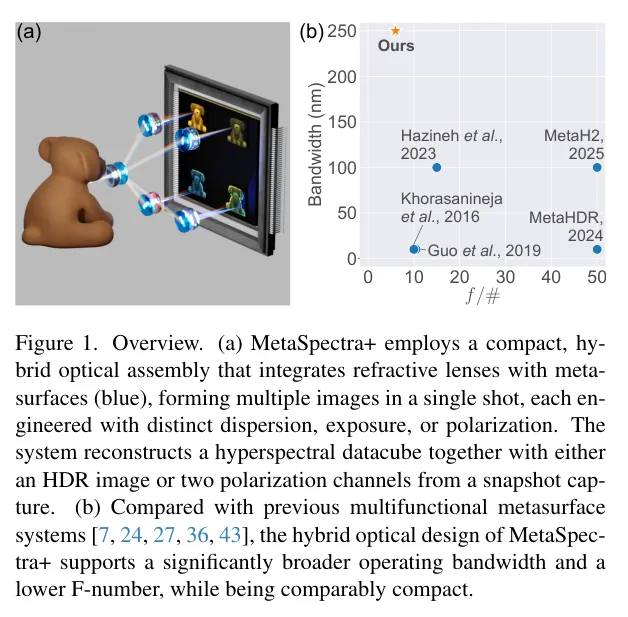 (a)
(b)
250
200
150
100
50
0
Bandwidth (nm)
Ours
Hazineh et al.,
2023
MetaH2,
2025
Khorasanineja
et al., 2016
MetaHDR,
2024
Guo et al., 2019
0 10 20 30 40 50
f/#
Figure 1. Overview. (a) MetaSpectra+ employs a compact, hy-
brid optical assembly that integrates refractive lenses with meta-
surfaces (blue), forming multiple images in a single shot, each en-
gineered with distinct dispersion, exposure, or polarization. The
system reconstructs a hyperspectral datacube together with either
an HDR image or two polarization channels from a snapshot cap-
ture. (b) Compared with previous multifunctional metasurface
systems [7, 24, 27, 36, 43], the hybrid optical design of MetaSpec-
tra+ supports a significantly broader operating bandwidth and a
lower F-number, while being comparably compact.